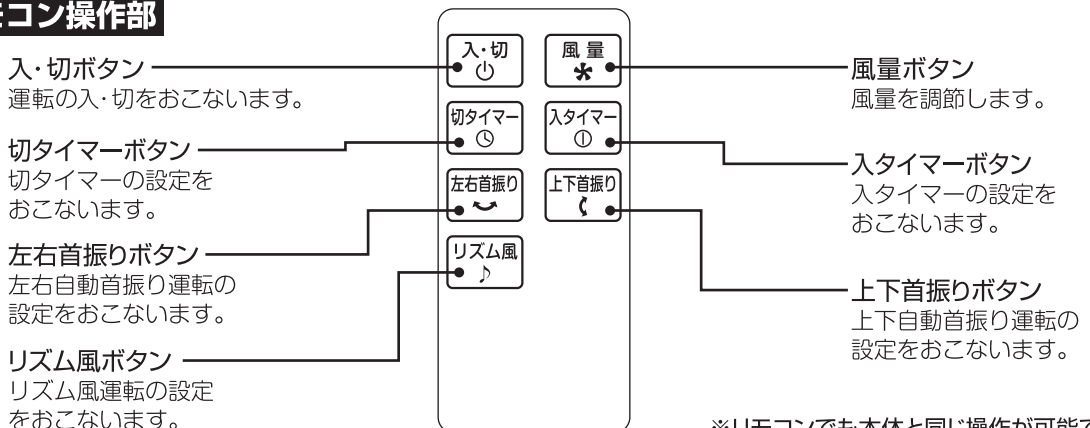 モコン操作部
入・切ボタン
運転の入・切をおこないます。
切タイマーボタン
切タイマーの設定を
おこないます。
左右首振りボタン
左右自動首振り運転の
設定をおこないます。
リズム風ボタン
リズム風運転の設定
をおこないます。
入・切
風量
切タイマー
入タイマー
左右首振り
上下首振り
リズム風
風量ボタン
風量を調節します。
入タイマーボタン
入タイマーの設定を
おこないます。
上下首振りボタン
上下自動首振り運転の
設定をおこないます。
※リモコンでも本体と同じ操作が可能で